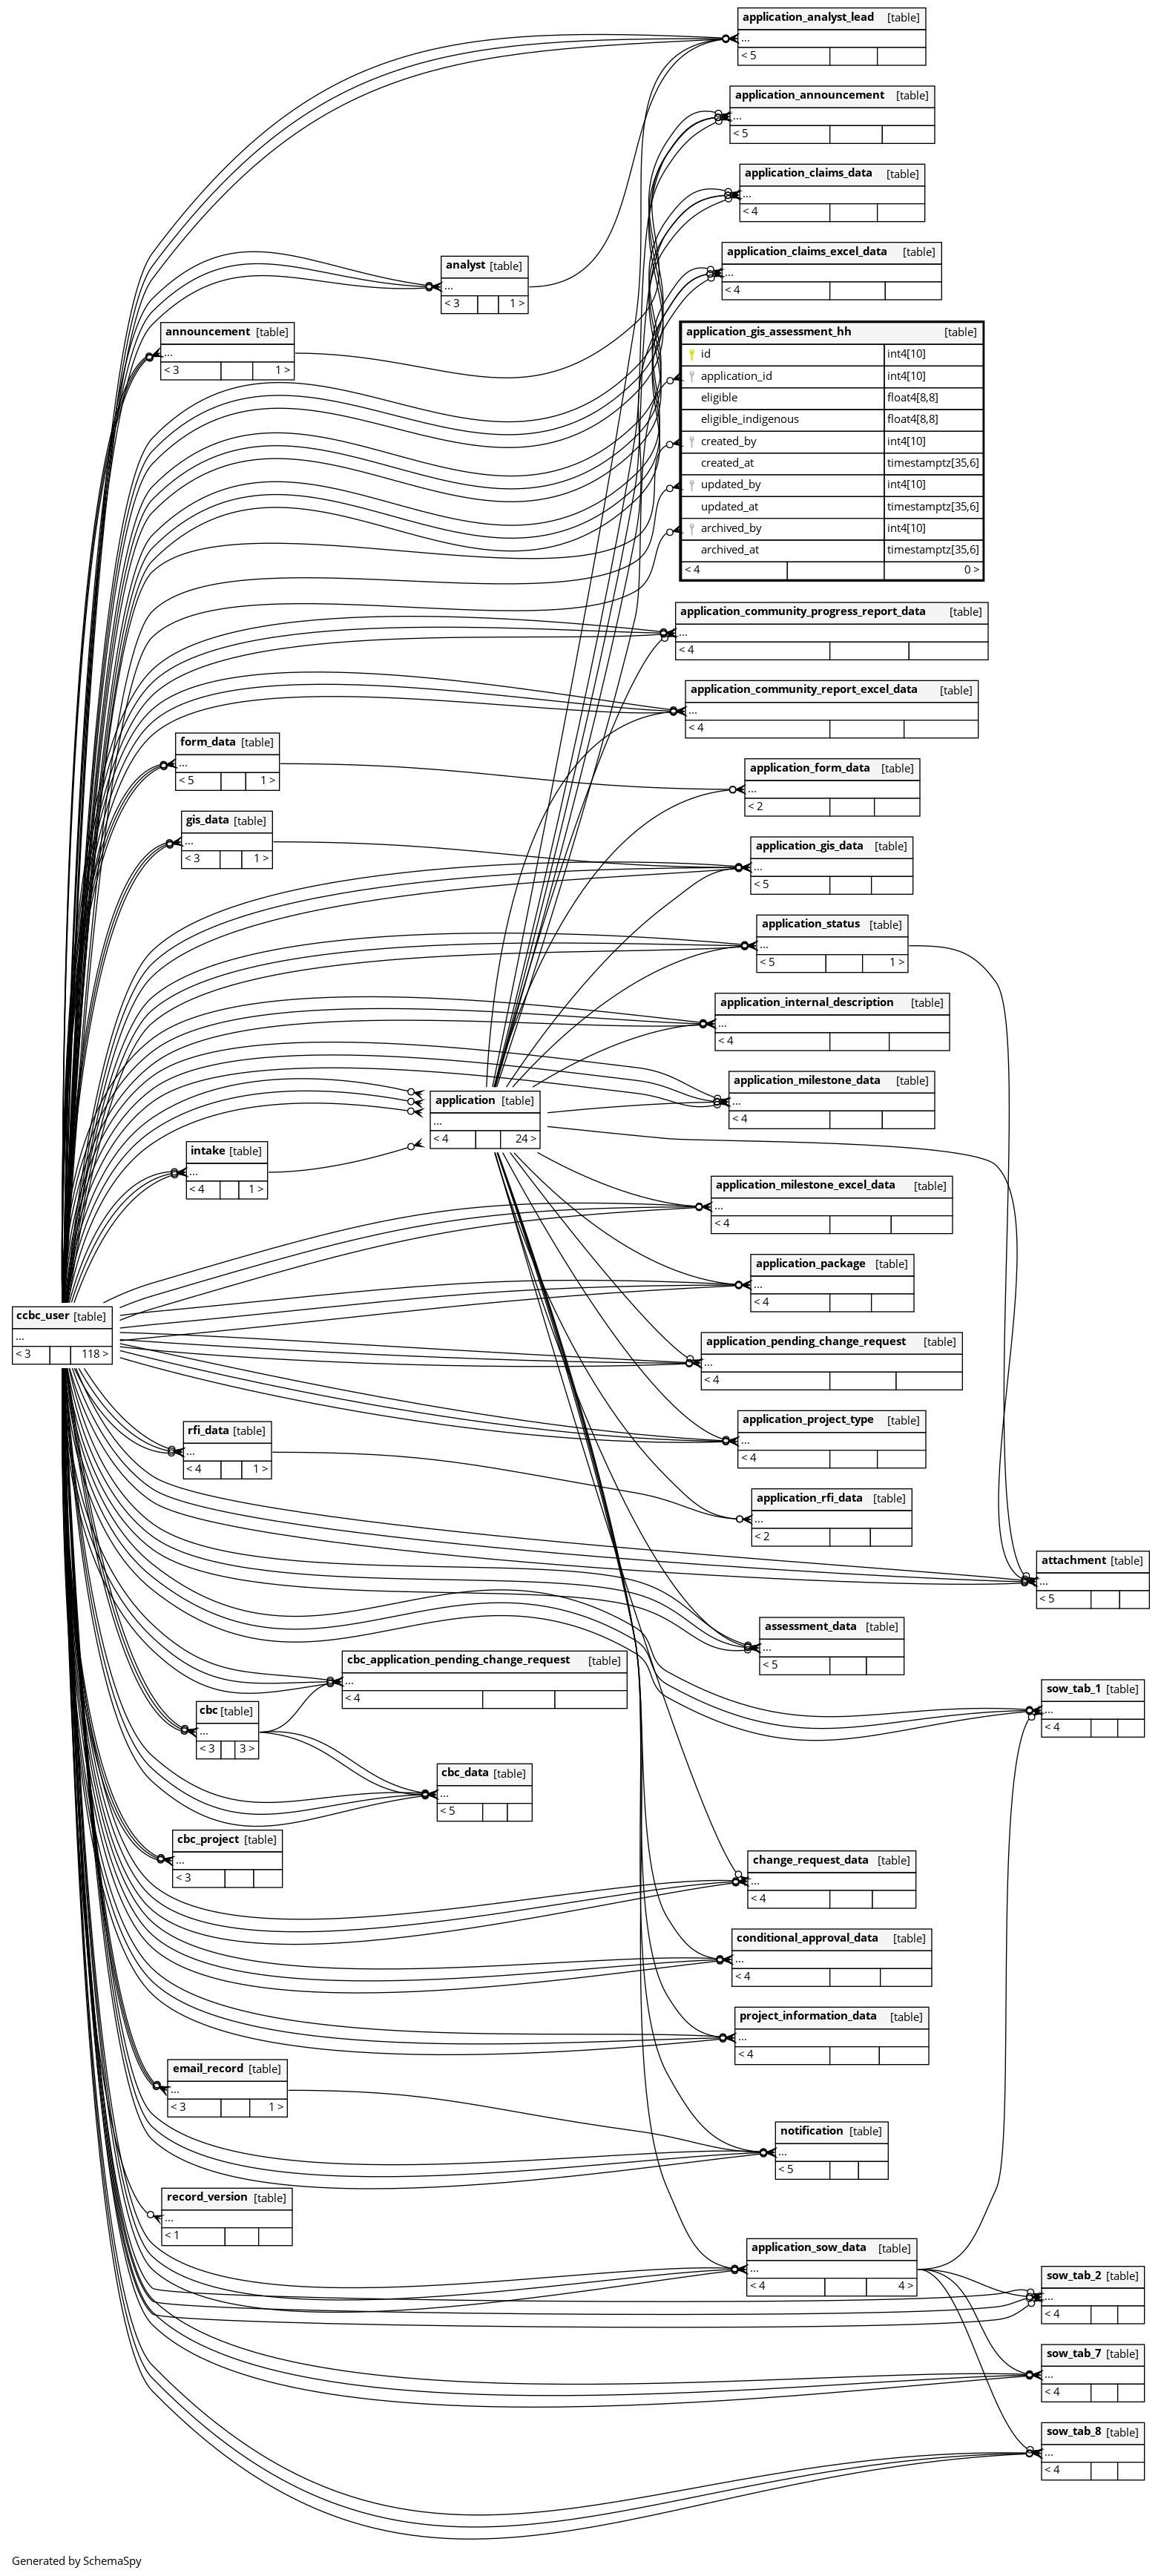 application_analyst_lead [table]
...
< 5
application_announcement [table]
...
< 5
application_claims_data [table]
...
< 4
application_claims_excel_data [table]
...
< 4
analyst [table]
...
< 3 1 >
announcement [table]
...
< 3 1 >
application_gis_assessment_hh [table]
id int4[10]
application_id int4[10]
eligible float4[8,8]
eligible_indigenous float4[8,8]
created_by int4[10]
created_at timestamptz[35,6]
updated_by int4[10]
updated_at timestamptz[35,6]
archived_by int4[10]
archived_at timestamptz[35,6]
< 4 0 >
application_community_progress_report_data [table]
...
< 4
application_community_report_excel_data [table]
...
< 4
form_data [table]
...
< 5 1 >
application_form_data [table]
...
< 2
gis_data [table]
...
< 3 1 >
application_gis_data [table]
...
< 5
application_status [table]
...
< 5 1 >
application_internal_description [table]
...
< 4
application_milestone_data [table]
...
< 4
application [table]
...
< 4 24 >
intake [table]
...
< 4 1 >
application_milestone_excel_data [table]
...
< 4
application_package [table]
...
< 4
ccbc_user [table]
...
< 3 118 >
application_pending_change_request [table]
...
< 4
application_project_type [table]
...
< 4
rfi_data [table]
...
< 4 1 >
application_rfi_data [table]
...
< 2
attachment [table]
...
< 5
assessment_data [table]
...
< 5
cbc_application_pending_change_request [table]
...
< 4
sow_tab_1 [table]
...
< 4
cbc [table]
...
< 3 3 >
cbc_data [table]
...
< 5
cbc_project [table]
...
< 3
change_request_data [table]
...
< 4
conditional_approval_data [table]
...
< 4
project_information_data [table]
...
< 4
email_record [table]
...
< 3 1 >
notification [table]
...
< 5
record_version [table]
...
< 1
application_sow_data [table]
...
< 4 4 >
sow_tab_2 [table]
...
< 4
sow_tab_7 [table]
...
< 4
sow_tab_8 [table]
...
< 4
Generated by SchemaSpy